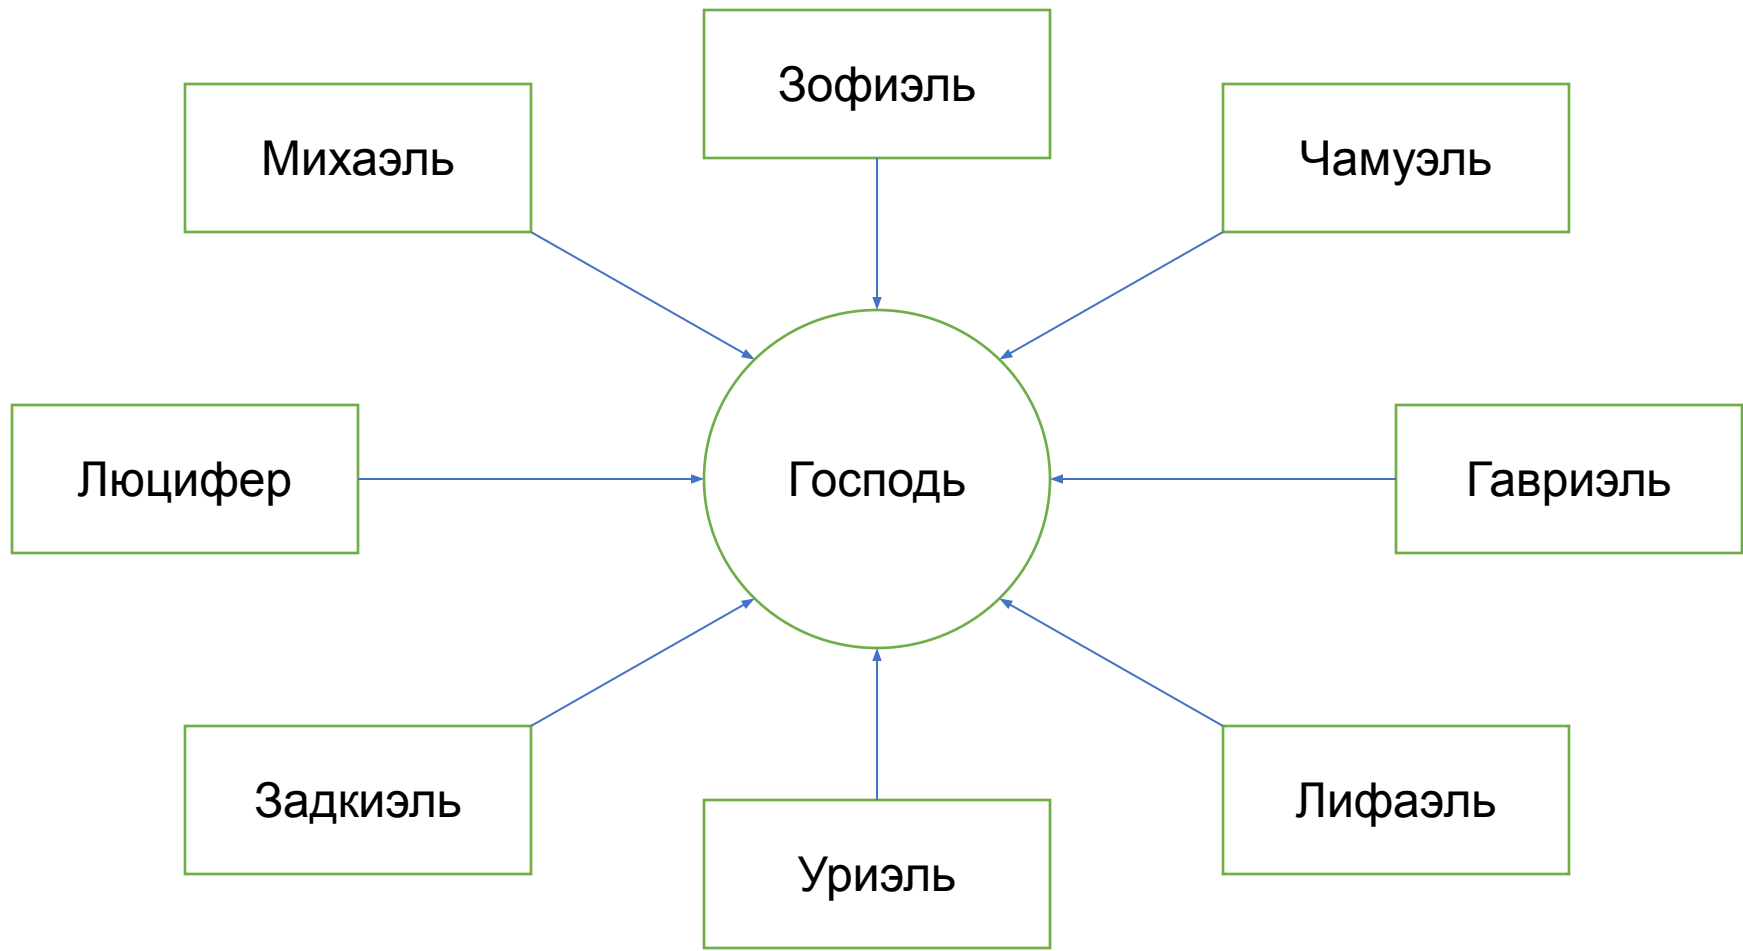 Зофиэль
Михаэль
Чамуэль
Люцифер
Господь
Гавриэль
Задкиэль
Лифаэль
Уриэль